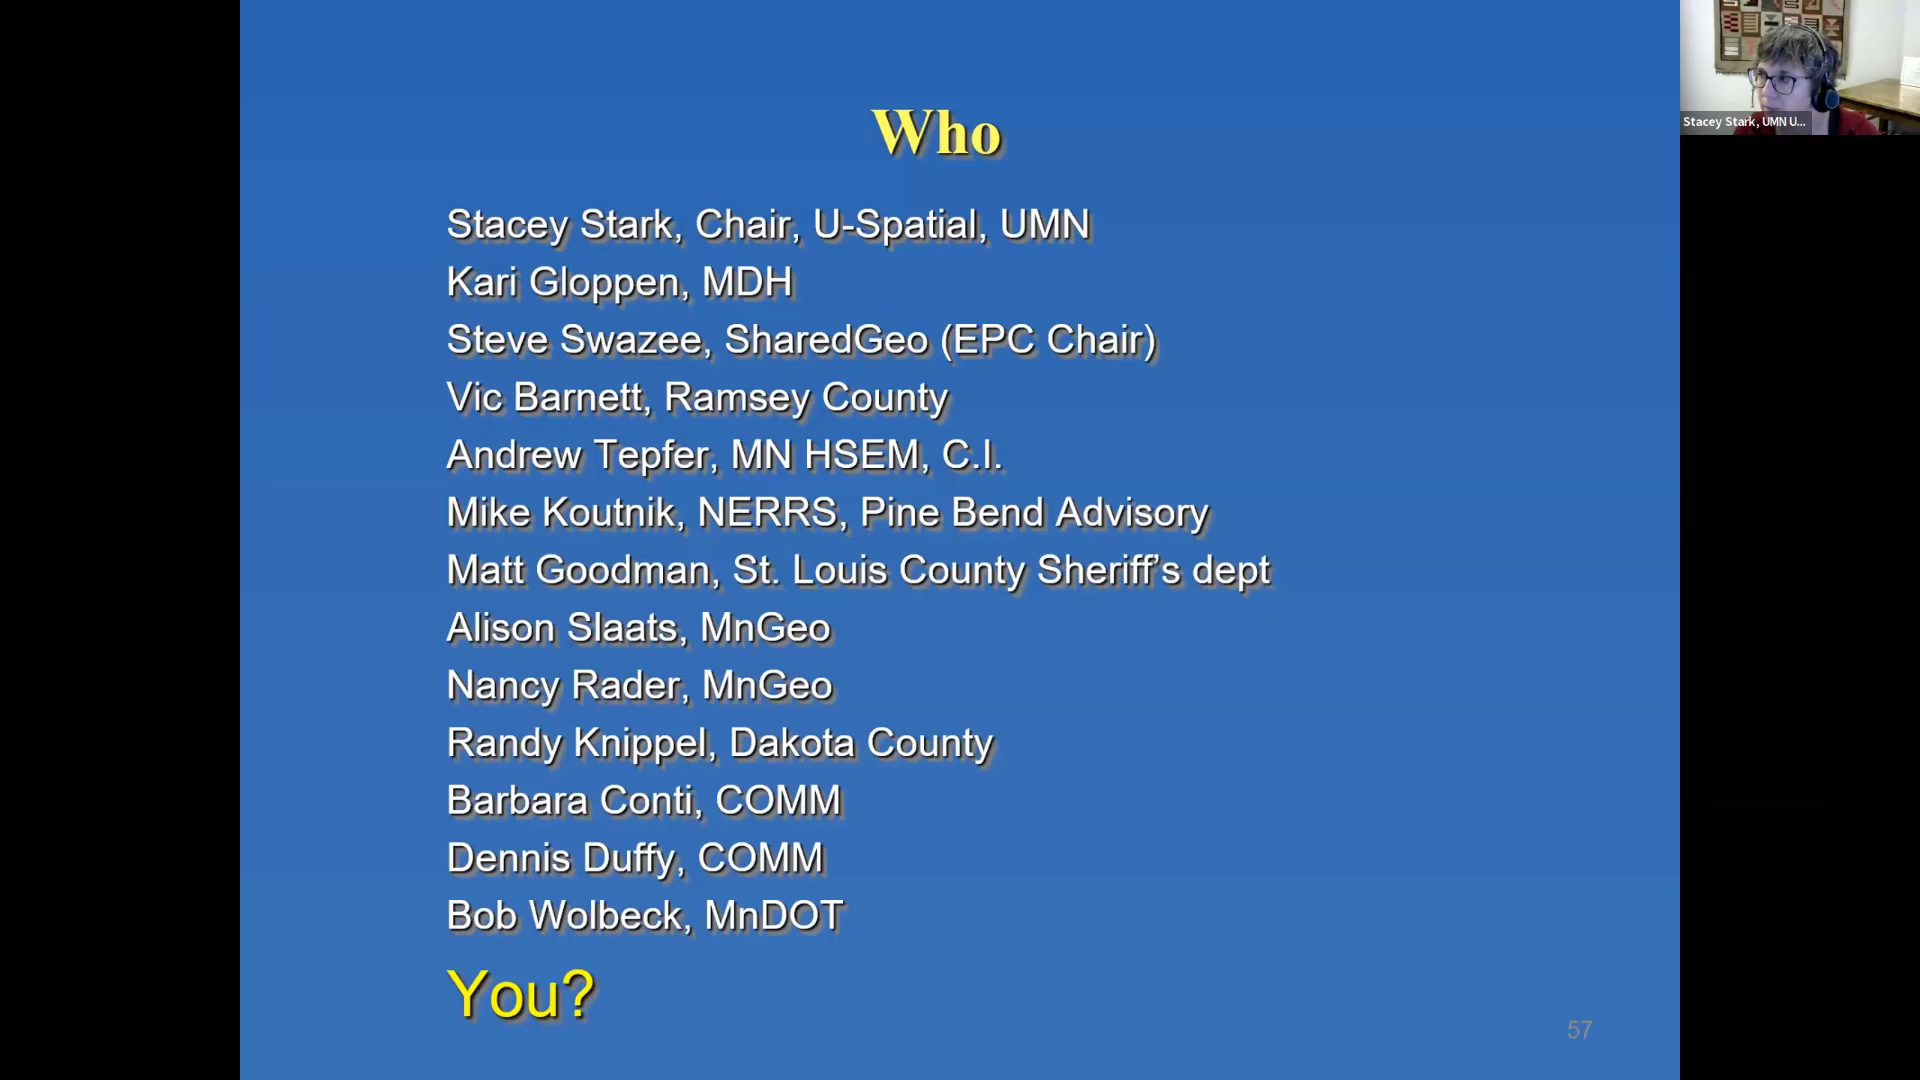 Who
Stacey Stark, Chair, U-Spatial, UMN
Kari Gloppen, MDH
Steve Swazee, SharedGeo (EPC Chair)
Vic Barnett, Ramsey County
Andrew Tepfer, MN HSEM, C.I.
Mike Koutnik, NERRS, Pine Bend Advisory
Matt Goodman, St. Louis County Sheriff’s dept
Alison Slaats, MnGeo
Nancy Rader, MnGeo
Randy Knippel, Dakota County
Barbara Conti, COMM
Dennis Duffy, COMM
Bob Wolbeck, MnDOT
You?
57
Stacey Stark, UMN U...